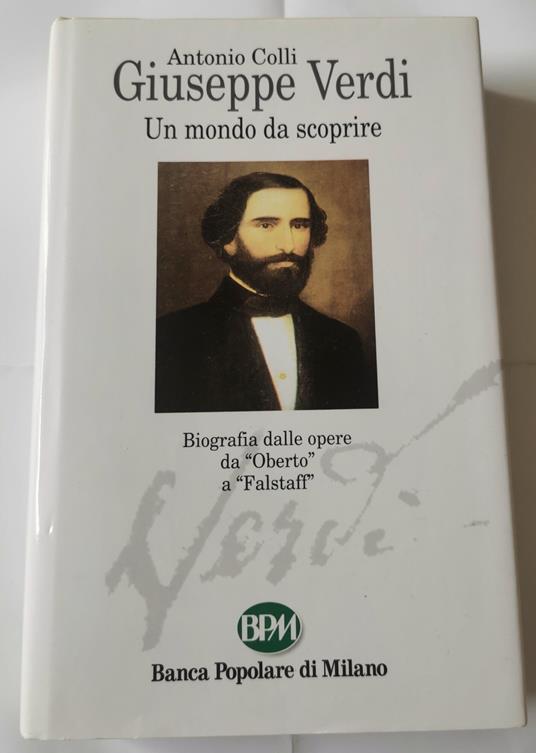 Antonio Colli
Giuseppe Verdi
Un mondo da scoprire
Biografia dalle opere
da “Oberto”
a “Falstaff”
Verdi
BPM
Banca Popolare di Milano